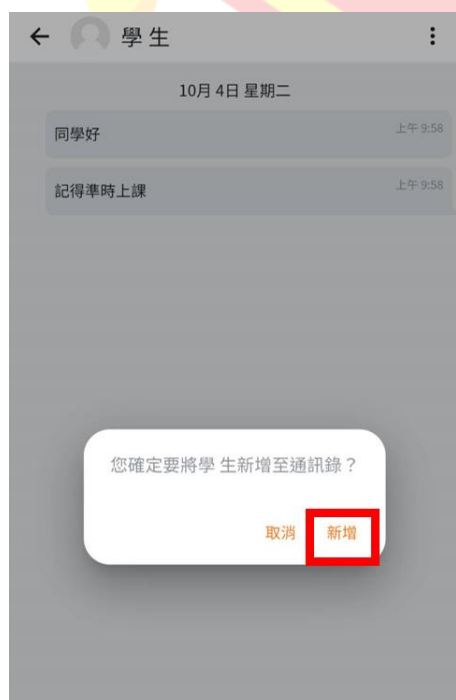 學 生
10月 4日 星期二
同學好 上午 9:58
記得準時上課 上午 9:58
您確定要將學 生新增至通訊錄？
取消 新增